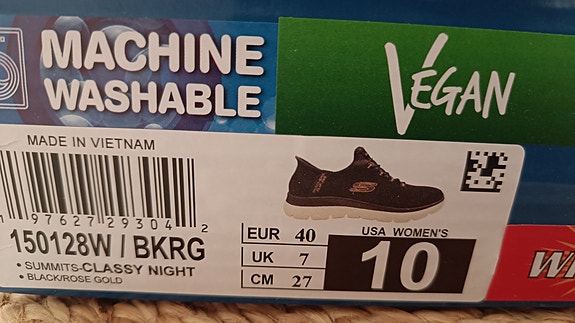 MACHINE
WASHABLE
VEGAN
MADE IN VIETNAM
1 97627 29304 2
150128W / BKRG
• SUMMITS-CLASSY NIGHT
• BLACK/ROSE GOLD
SKECHERS
EUR 40
UK 7
CM 27
USA WOMEN'S
10